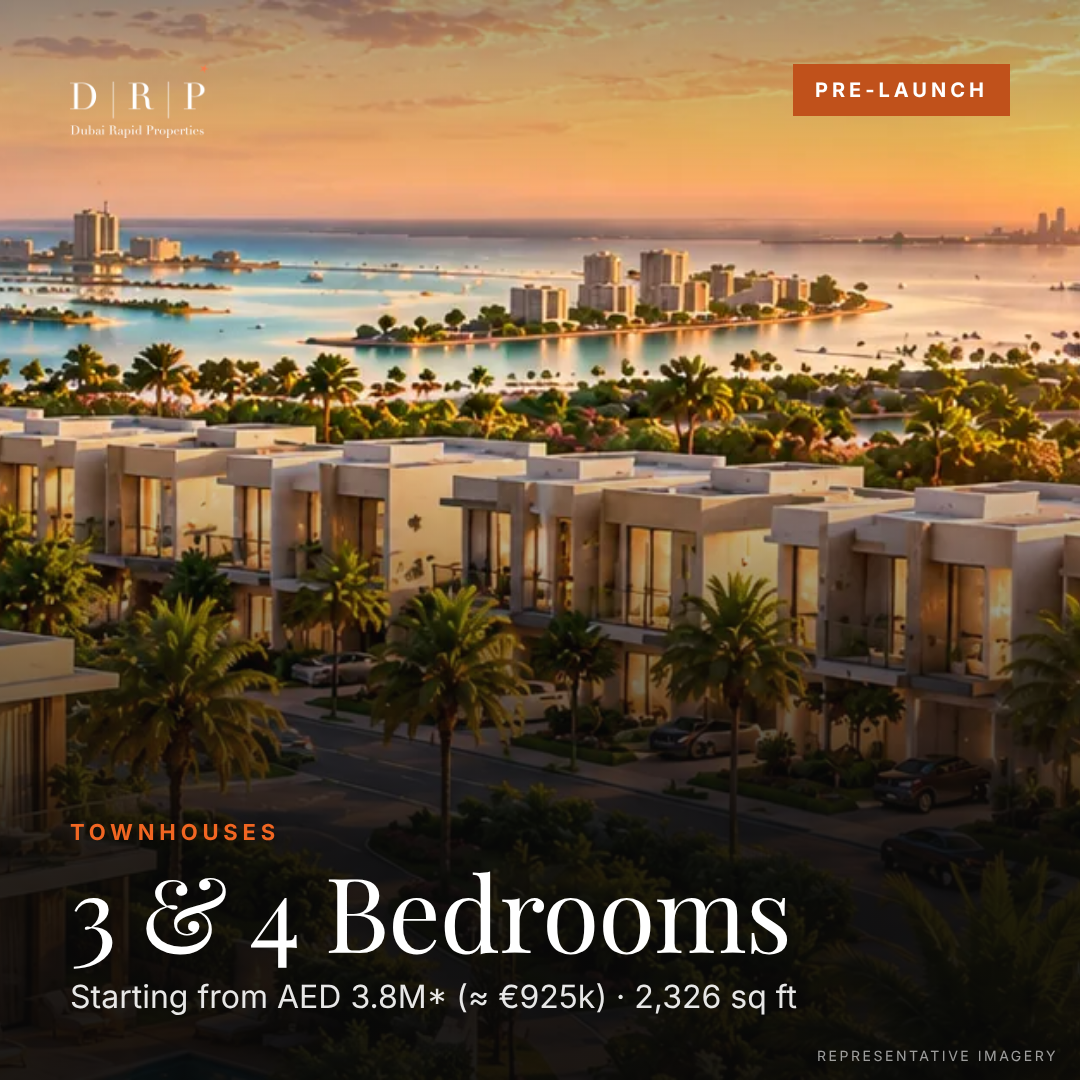 D | R | P
Dubai Rapid Properties
PRE-LAUNCH
TOWNHOUSES
3 & 4 Bedrooms
Starting from AED 3.8M* (≈ €925k) · 2,326 sq ft
REPRESENTATIVE IMAGERY